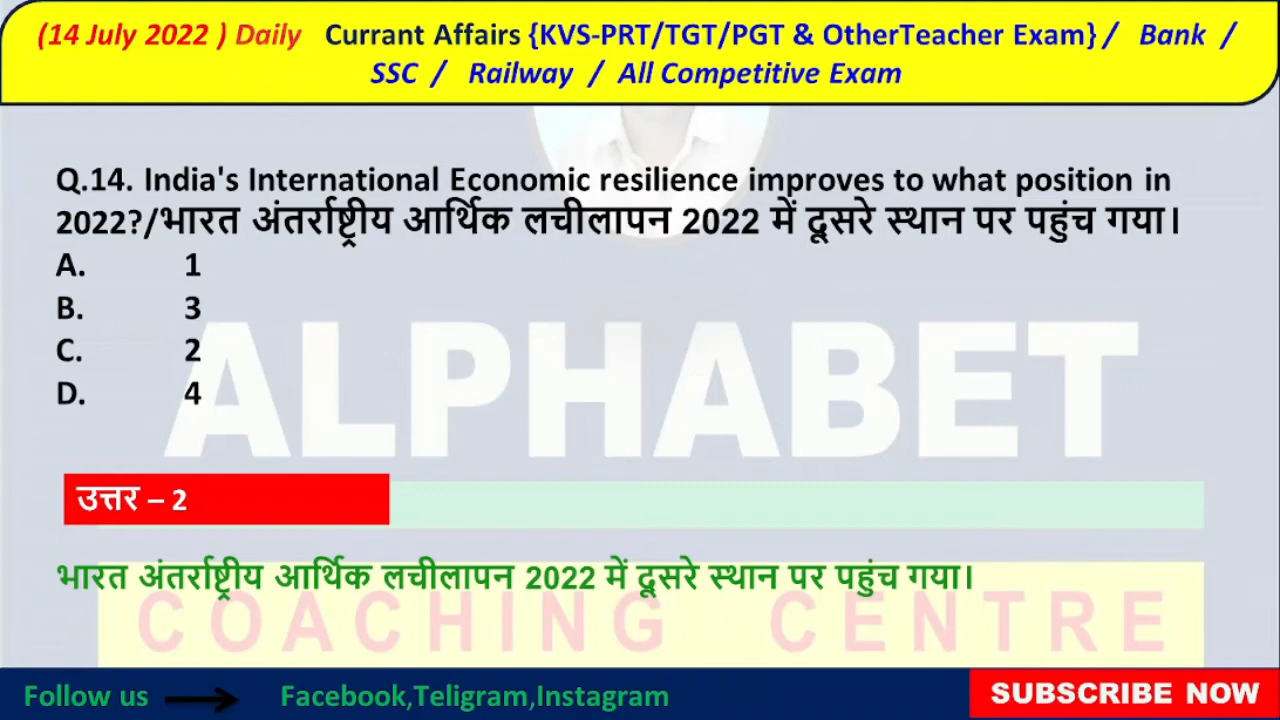 (14 July 2022 ) Daily Currant Affairs {KVS-PRT/TGT/PGT & OtherTeacher Exam} / Bank /
SSC / Railway / All Competitive Exam
Q.14. India's International Economic resilience improves to what position in
2022?/भारत अंतर्राष्ट्रीय आर्थिक लचीलापन 2022 में दूसरे स्थान पर पहुंच गया।
A. 1
B. 3
C. 2
D. 4
ALPHABET
उत्तर – 2
भारत अंतर्राष्ट्रीय आर्थिक लचीलापन 2022 में दूसरे स्थान पर पहुंच गया।
COACHING CENTRE
Follow us Facebook,Teligram,Instagram
SUBSCRIBE NOW